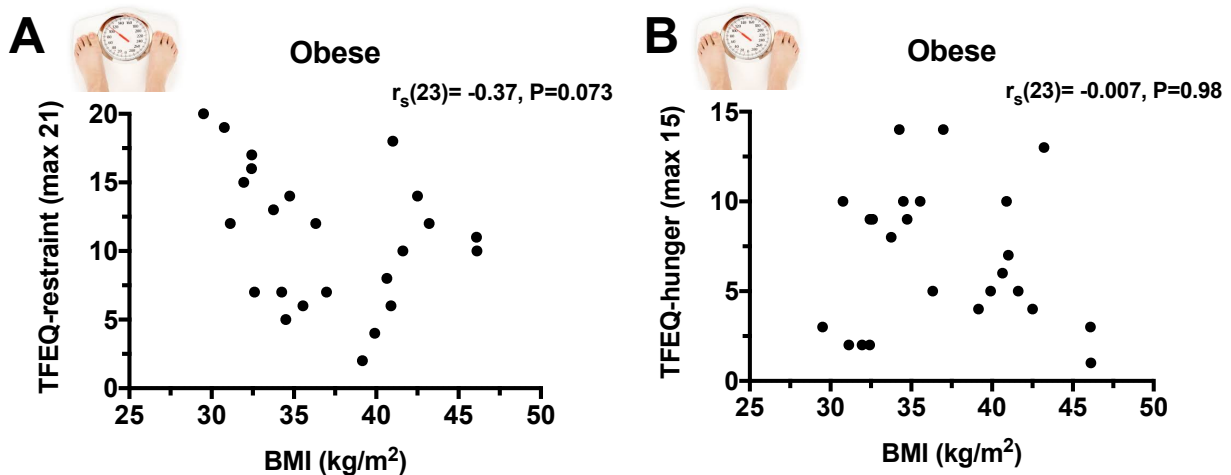 A
Obese
r_s(23)= -0.37, P=0.073
TFEQ-restraint (max 21)
20
15
10
5
0
25 30 35 40 45 50
BMI (kg/m²)
B
Obese
r_s(23)= -0.007, P=0.98
TFEQ-hunger (max 15)
15
10
5
0
25 30 35 40 45 50
BMI (kg/m²)